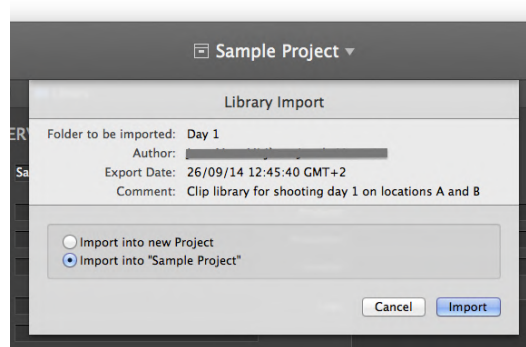 Sample Project
Library Import
Folder to be imported: Day 1
Author:
Export Date: 26/09/14 12:45:40 GMT+2
Comment: Clip library for shooting day 1 on locations A and B
ER
Sa
Import into new Project
Import into "Sample Project"
Cancel Import